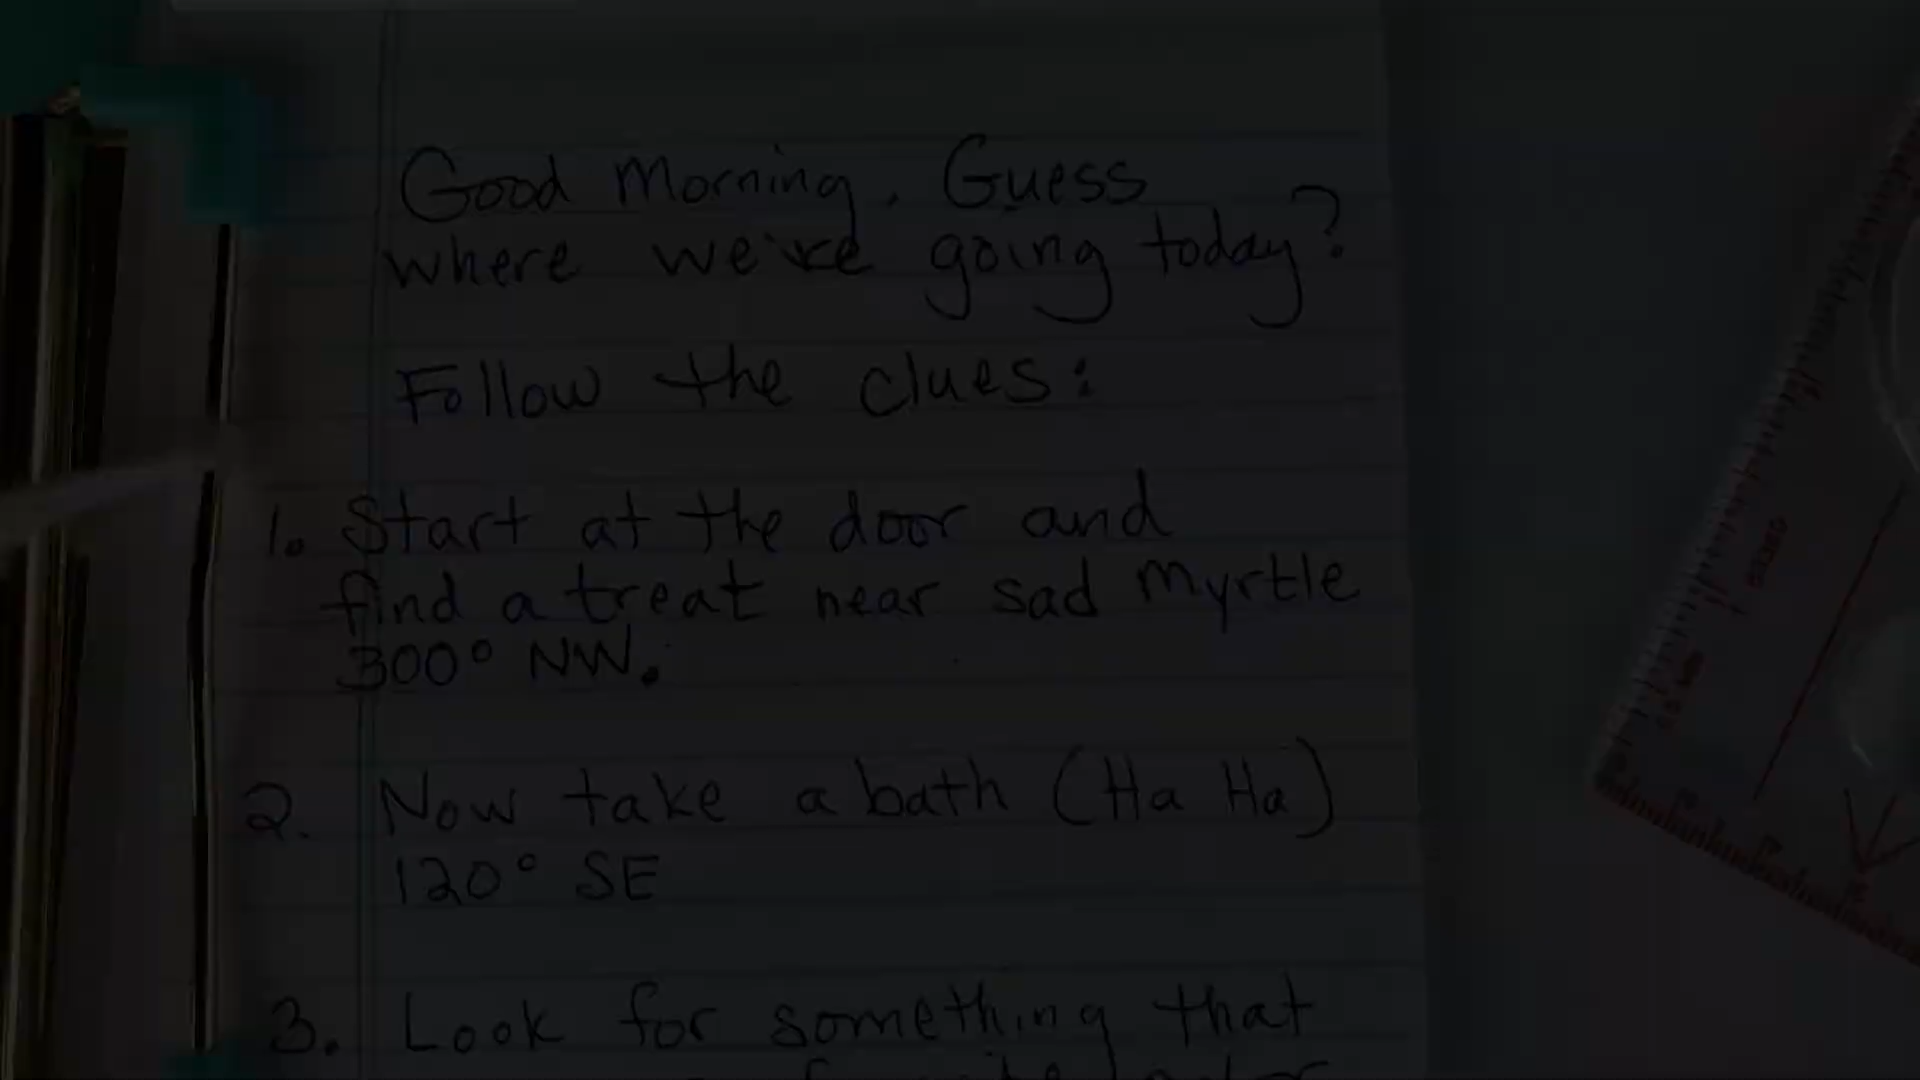 Good Morning. Guess
where we're going today?
Follow the clues:
1. Start at the door and
find a treat near sad Myrtle
300° NW.
2. Now take a bath (Ha Ha)
120° SE
3. Look for something that